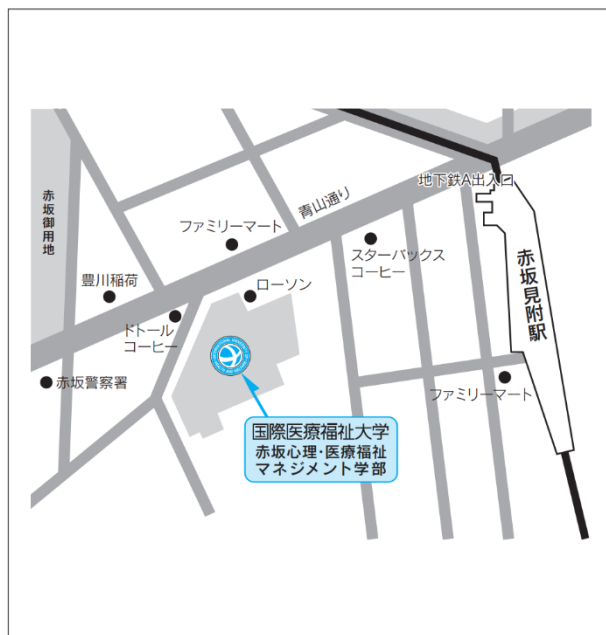 地下鉄A出入口
青山通り
赤坂御用地
ファミリーマート
スターバックス
コーヒー
赤坂見附駅
豊川稲荷
ローソン
ドトール
コーヒー
赤坂警察署
ファミリーマート
国際医療福祉大学
赤坂心理・医療福祉
マネジメント学部